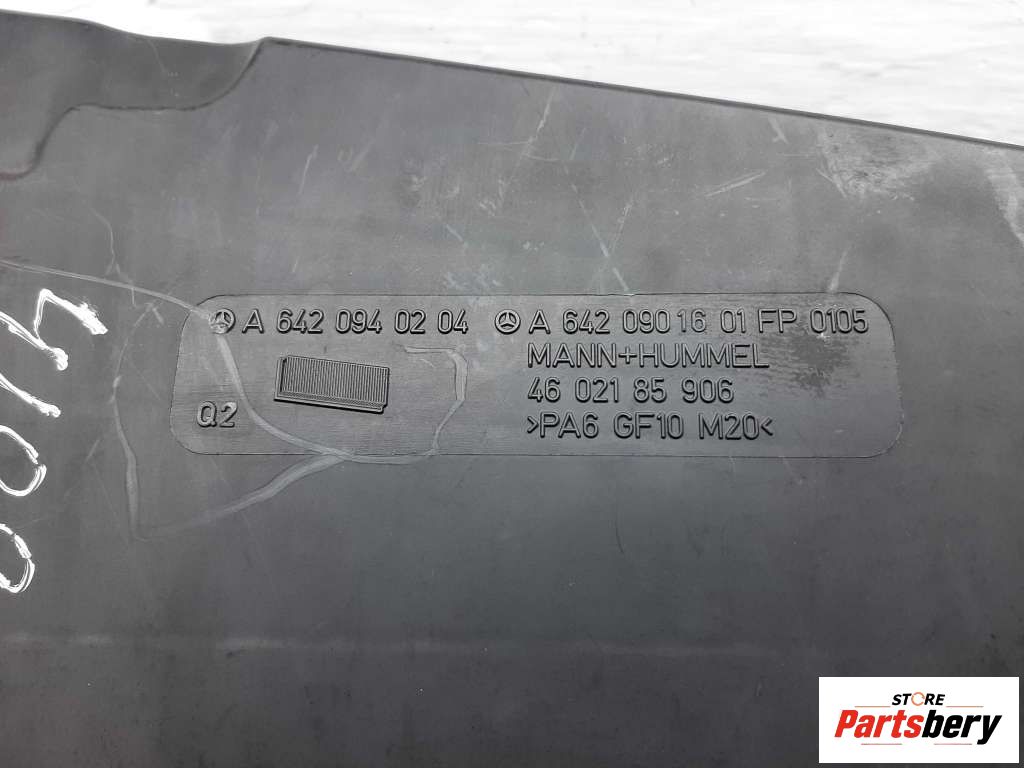 A 642 094 02 04 A 642 090 16 01 FP 0105
MANN+HUMMEL
46 021 85 906
Q2
>PA6 GF10 M20<
STORE
Partsbery